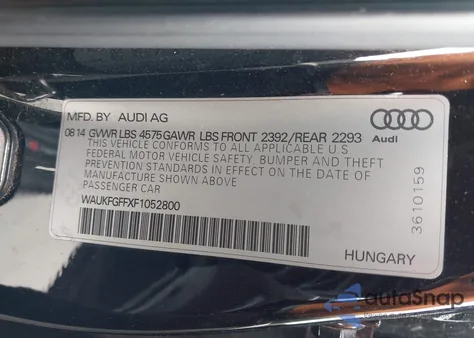 MFD. BY AUDI AG
08 14 GVWR LBS 4575 GAWR LBS FRONT 2392/REAR 2293
Audi
THIS VEHICLE CONFORMS TO ALL APPLICABLE U.S.
FEDERAL MOTOR VEHICLE SAFETY, BUMPER AND THEFT
PREVENTION STANDARDS IN EFFECT ON THE DATE OF
MANUFACTURE SHOWN ABOVE
PASSENGER CAR
WAUKFGFFXF1052800
3610159
HUNGARY
autoSnap